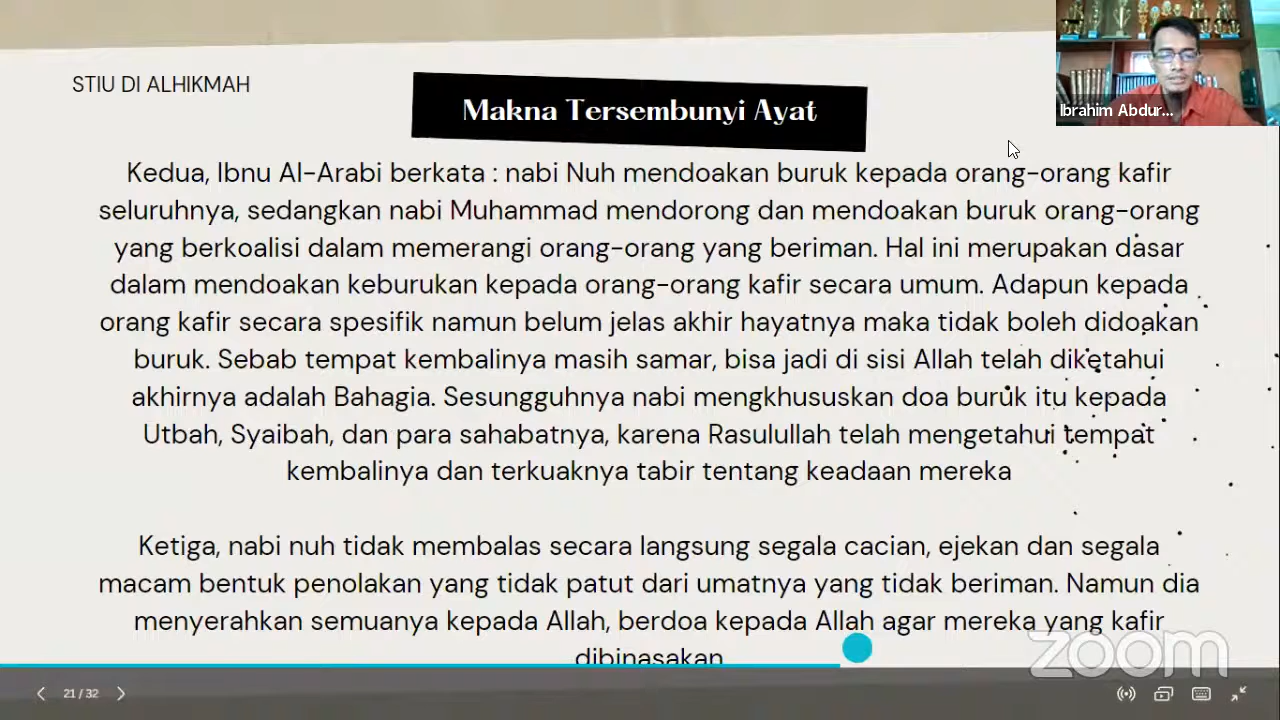 STIU DI ALHIKMAH
Makna Tersembunyi Ayat
Ibrahim Abdur...
Kedua, Ibnu Al-Arabi berkata : nabi Nuh mendoakan buruk kepada orang-orang kafir
seluruhnya, sedangkan nabi Muhammad mendorong dan mendoakan buruk orang-orang
yang berkoalisi dalam memerangi orang-orang yang beriman. Hal ini merupakan dasar
dalam mendoakan keburukan kepada orang-orang kafir secara umum. Adapun kepada
orang kafir secara spesifik namun belum jelas akhir hayatnya maka tidak boleh didoakan
buruk. Sebab tempat kembalinya masih samar, bisa jadi di sisi Allah telah diketahui
akhirnya adalah Bahagia. Sesungguhnya nabi mengkhususkan doa buruk itu kepada
Utbah, Syaibah, dan para sahabatnya, karena Rasulullah telah mengetahui tempat
kembalinya dan terkuaknya tabir tentang keadaan mereka
Ketiga, nabi nuh tidak membalas secara langsung segala cacian, ejekan dan segala
macam bentuk penolakan yang tidak patut dari umatnya yang tidak beriman. Namun dia
menyerahkan semuanya kepada Allah, berdoa kepada Allah agar mereka yang kafir
dibinasakan
zoom
21 / 32